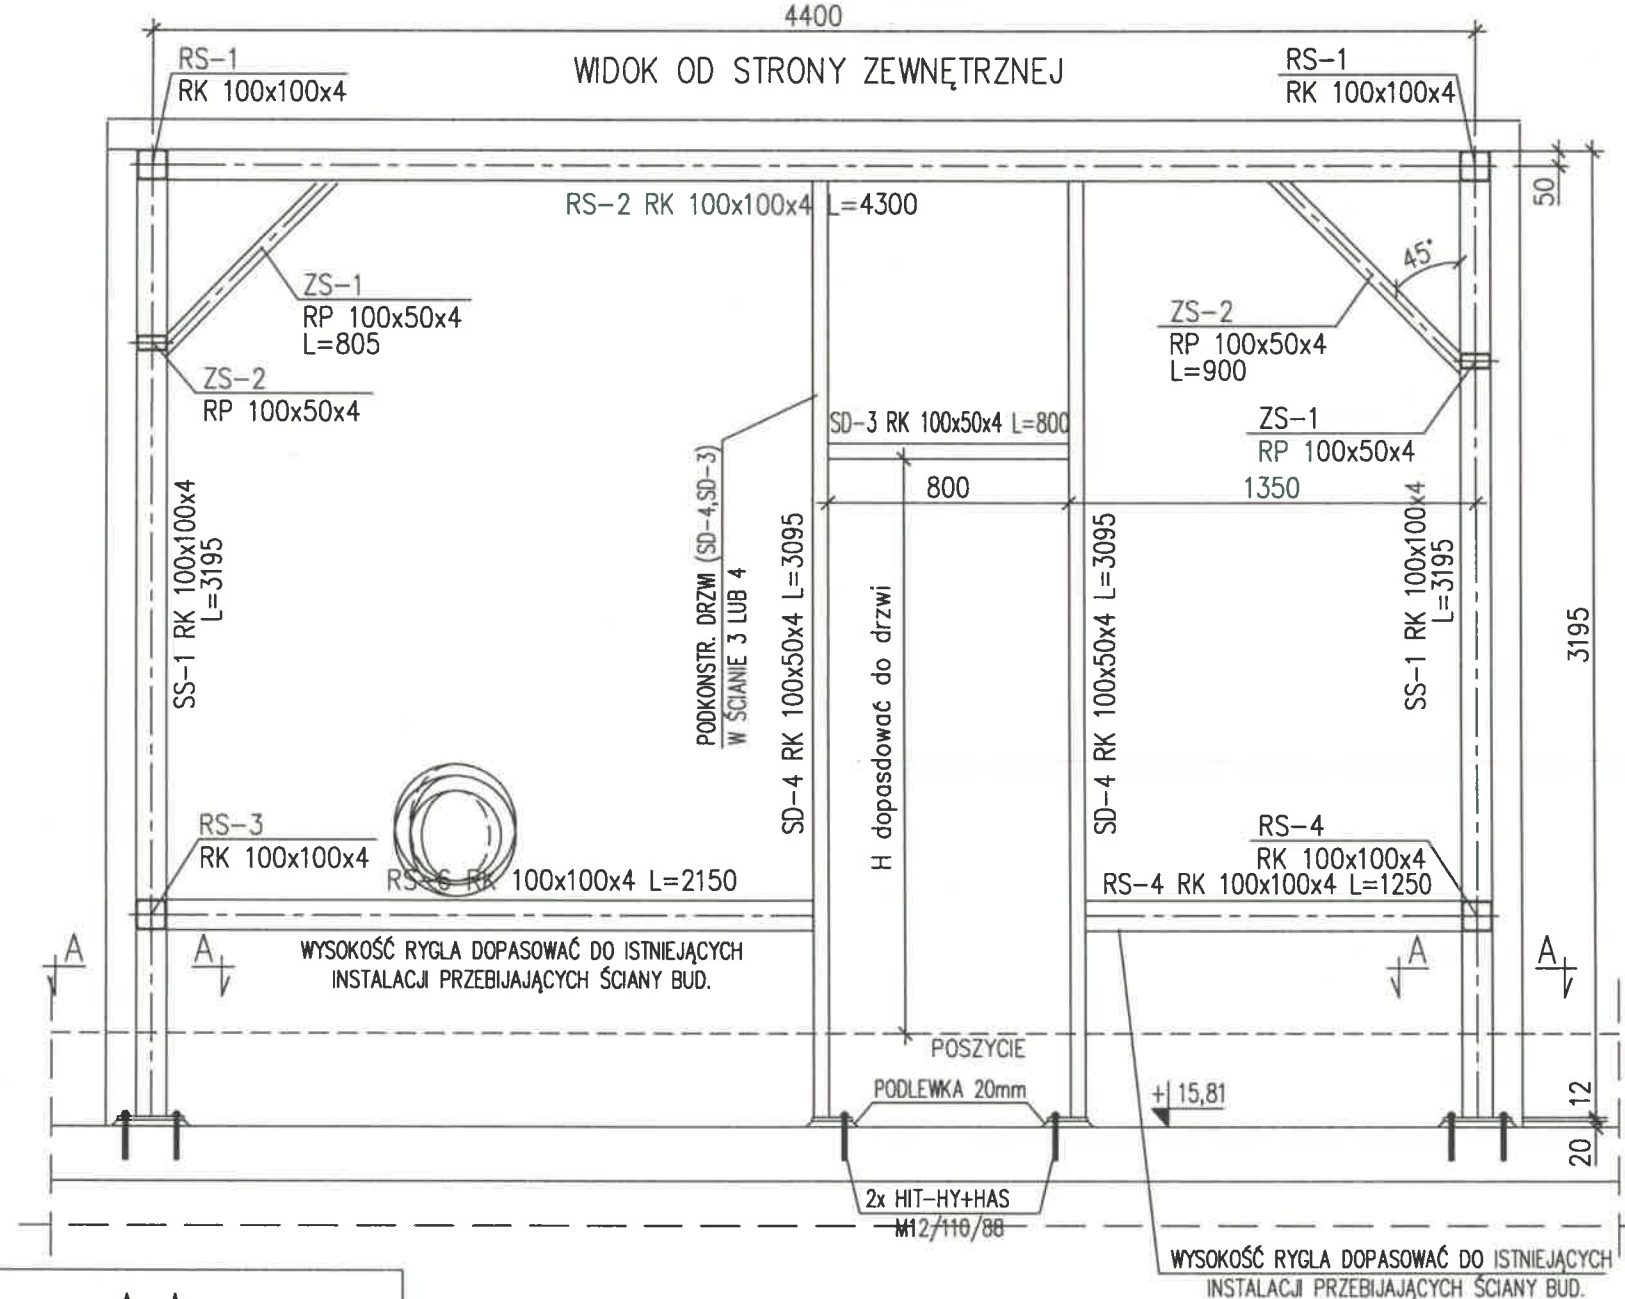 4400
WIDOK OD STRONY ZEWNĘTRZNEJ
RS-1
RK 100x100x4
RS-1
RK 100x100x4
50
RS-2 RK 100x100x4 L=4300
ZS-1
RP 100x50x4
L=805
ZS-2
RP 100x50x4
45°
ZS-2
RP 100x50x4
L=900
ZS-1
RP 100x50x4
SD-3 RK 100x50x4 L=800
800
1350
SS-1 RK 100x100x4
L=3195
PODKONSTR. DRZWI (SD-4,SD-3)
W ŚCIANIE 3 LUB 4
SD-4 RK 100x50x4 L=3095
H dopasdować do drzwi
SD-4 RK 100x50x4 L=3095
SS-1 RK 100x100x4
L=3195
3195
RS-3
RK 100x100x4
RS-6 RK 100x100x4 L=2150
RS-4
RK 100x100x4
RS-4 RK 100x100x4 L=1250
A
A
A
A
WYSOKOŚĆ RYGLA DOPASOWAĆ DO ISTNIEJĄCYCH
INSTALACJI PRZEBIJAJĄCYCH ŚCIANY BUD.
POSZYCIE
PODLEWKA 20mm
+ 15,81
12
20
2x HIT-HY+HAS
M12/110/88
WYSOKOŚĆ RYGLA DOPASOWAĆ DO ISTNIEJĄCYCH
INSTALACJI PRZEBIJAJĄCYCH ŚCIANY BUD.